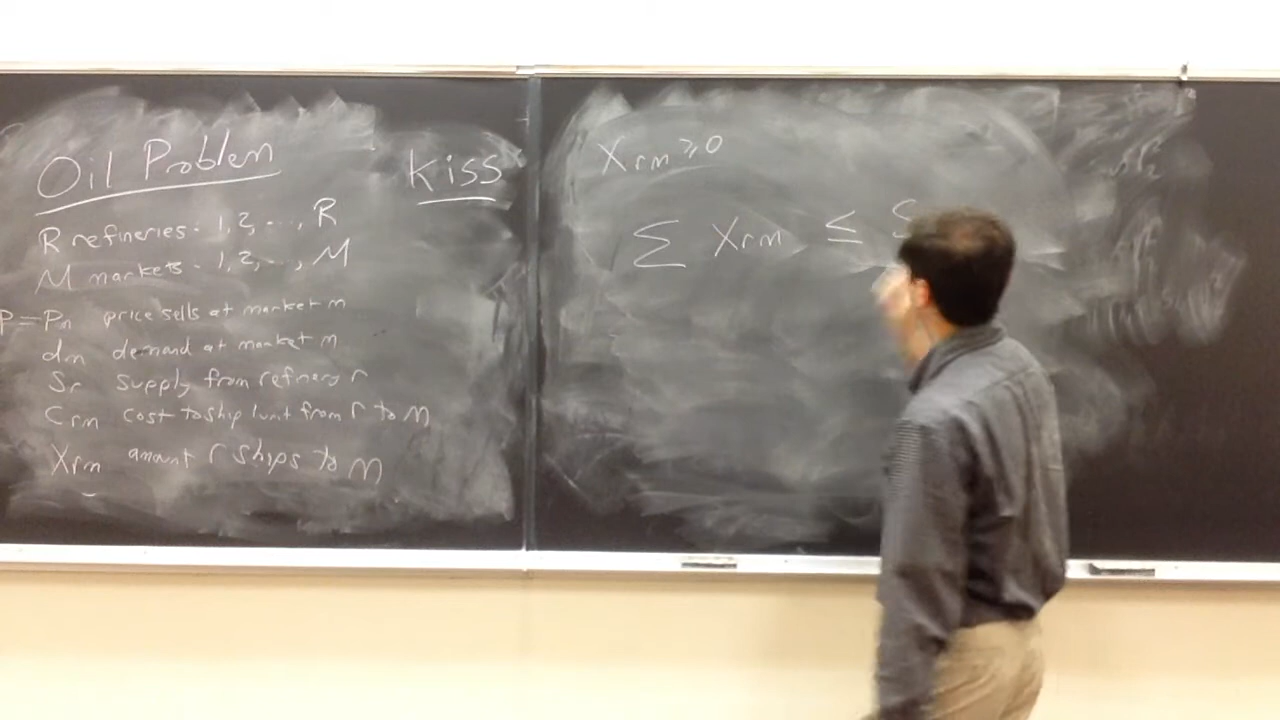 Oil Problem
Kiss
R refineries. 1, 2, ..., R
M markets. 1, 2, ..., M
P = Pm price sells at market m
dm demand at market m
Sr supply from refinery r
Crm cost to ship 1 unit from r to m
Xrm amount r ships to m
Xrm ≥ 0
Σ Xrm ≤ S